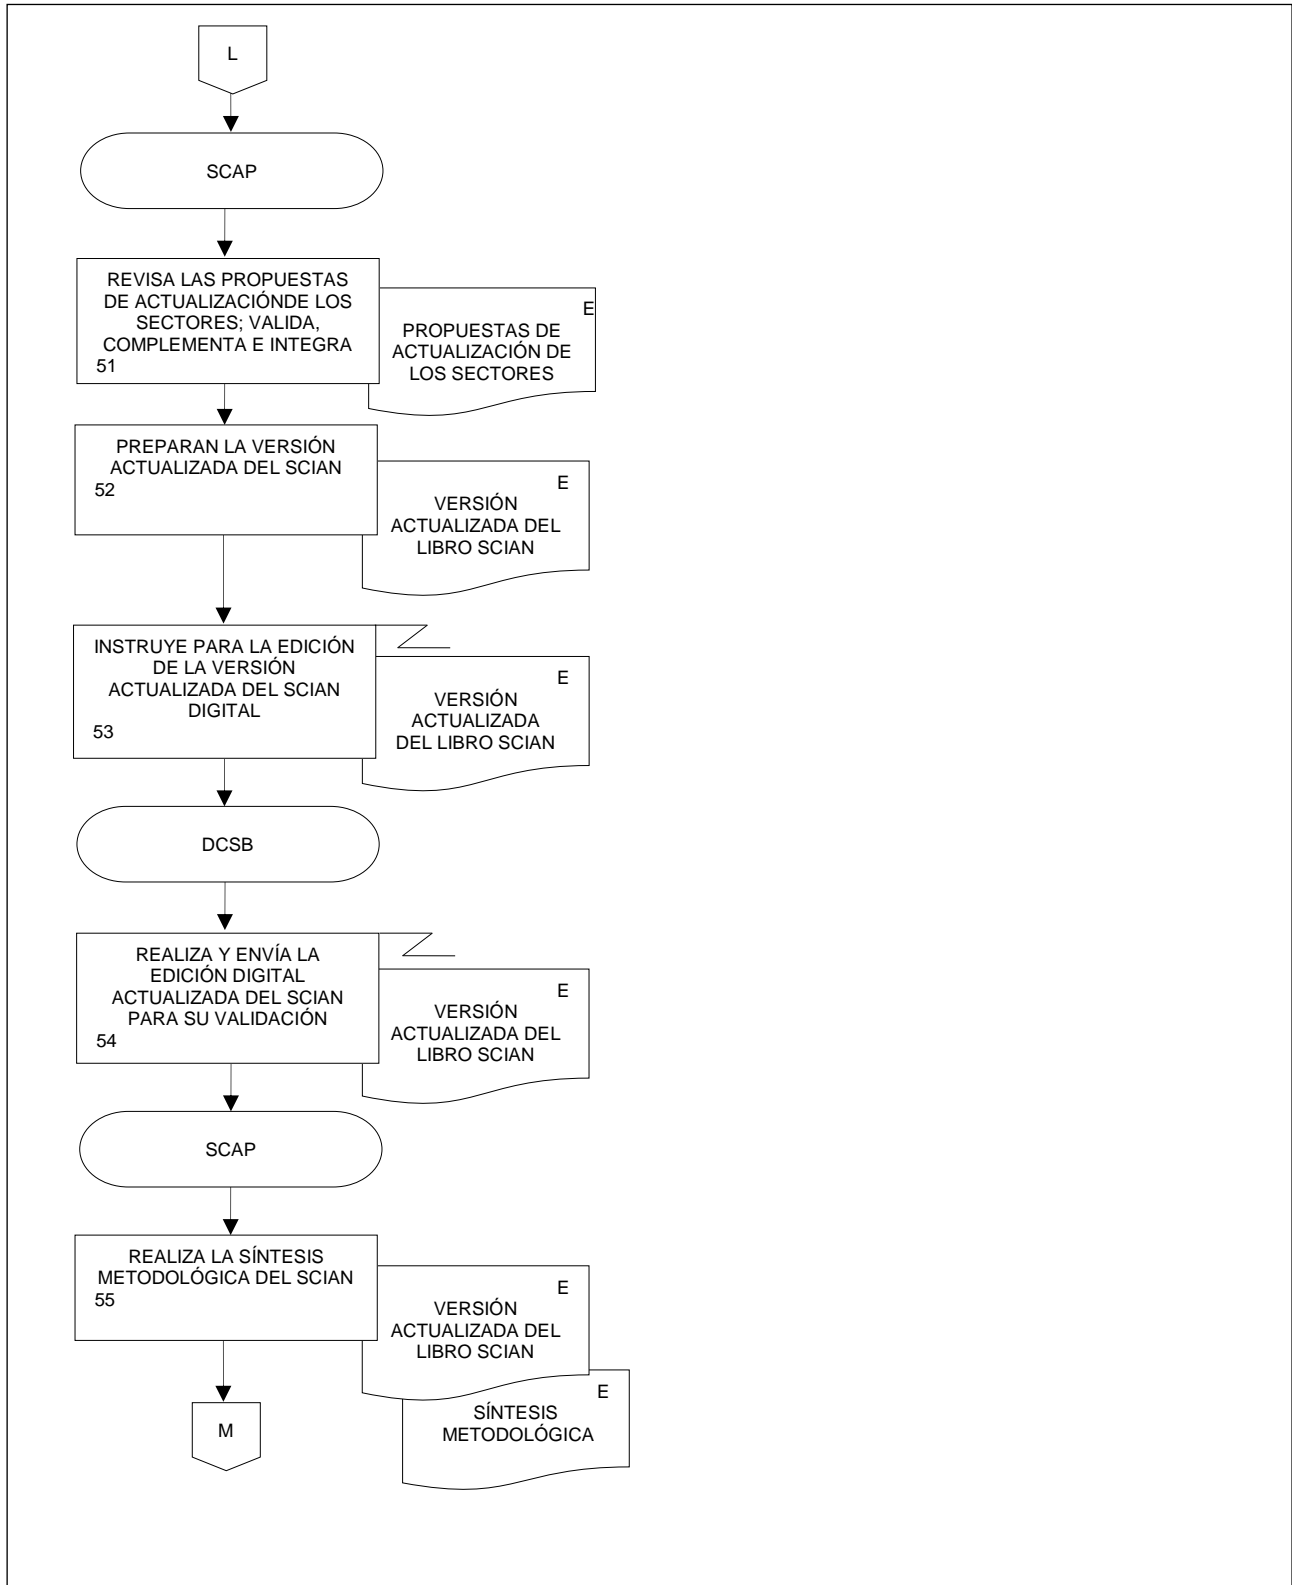 L
SCAP
REVISA LAS PROPUESTAS
DE ACTUALIZACIÓNDE LOS
SECTORES; VALIDA,
COMPLEMENTA E INTEGRA
51
E
PROPUESTAS DE
ACTUALIZACIÓN DE
LOS SECTORES
PREPARAN LA VERSIÓN
ACTUALIZADA DEL SCIAN
52
E
VERSIÓN
ACTUALIZADA DEL
LIBRO SCIAN
INSTRUYE PARA LA EDICIÓN
DE LA VERSIÓN
ACTUALIZADA DEL SCIAN
DIGITAL
53
E
VERSIÓN
ACTUALIZADA
DEL LIBRO SCIAN
DCSB
REALIZA Y ENVÍA LA
EDICIÓN DIGITAL
ACTUALIZADA DEL SCIAN
PARA SU VALIDACIÓN
54
E
VERSIÓN
ACTUALIZADA DEL
LIBRO SCIAN
SCAP
REALIZA LA SÍNTESIS
METODOLÓGICA DEL SCIAN
55
E
VERSIÓN
ACTUALIZADA DEL
LIBRO SCIAN
E
SÍNTESIS
METODOLÓGICA
M